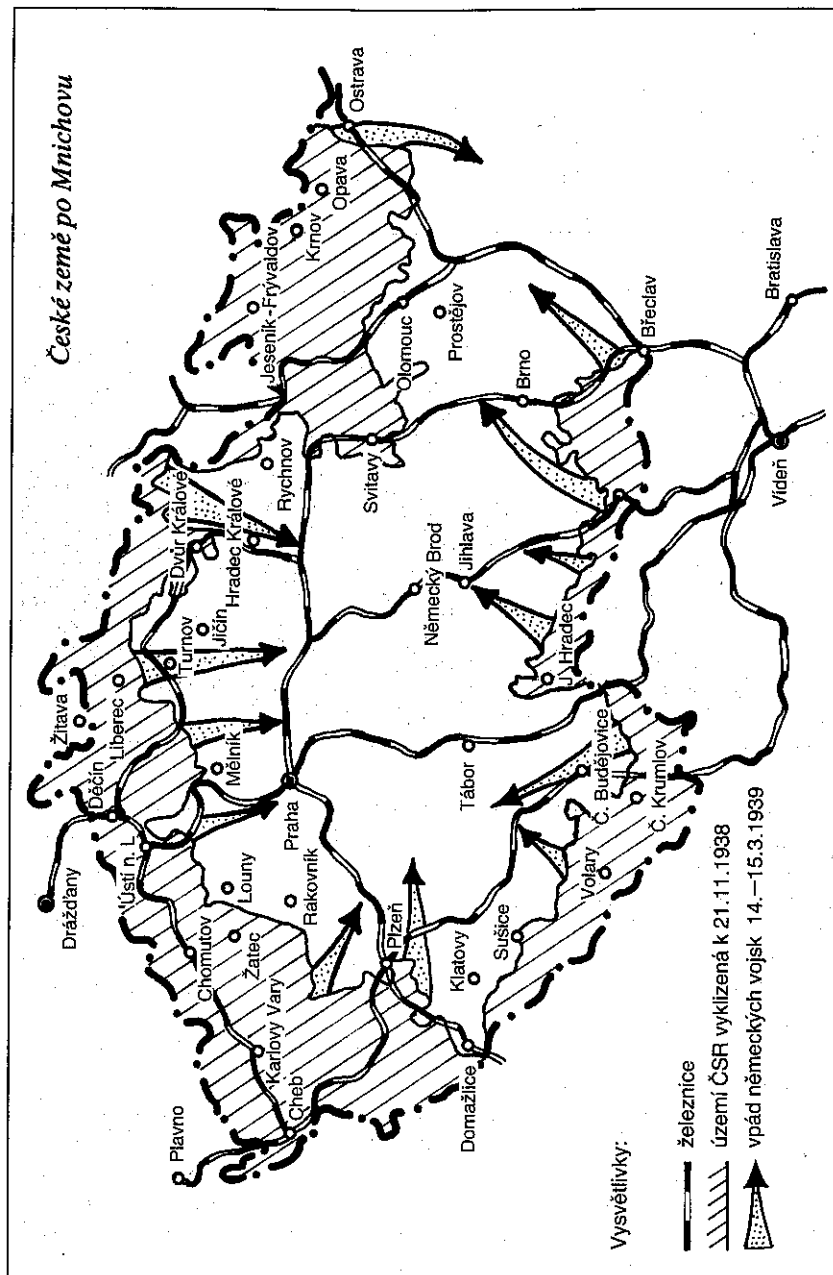 České země po Mnichovu
Drážďany
Plavno
Děčín
Žitava
Ústí n. L.
Liberec
Chomutov
Karlovy Vary
Cheb
Žatec
Louny
Rakovník
Mělník
Turnov
Jičín
Dvůr Králové
Hradec Králové
Rychnov
Jeseník-Frývaldov
Krnov
Opava
Ostrava
Praha
Plzeň
Domažlice
Klatovy
Sušice
Tábor
Německý Brod
Jihlava
Svitavy
Olomouc
Prostějov
Brno
Břeclav
Bratislava
Vídeň
J. Hradec
Č. Budějovice
Č. Krumlov
Volary
Vysvětlivky:
železnice
území ČSR vyklizená k 21.11.1938
vpád německých vojsk 14.–15.3.1939